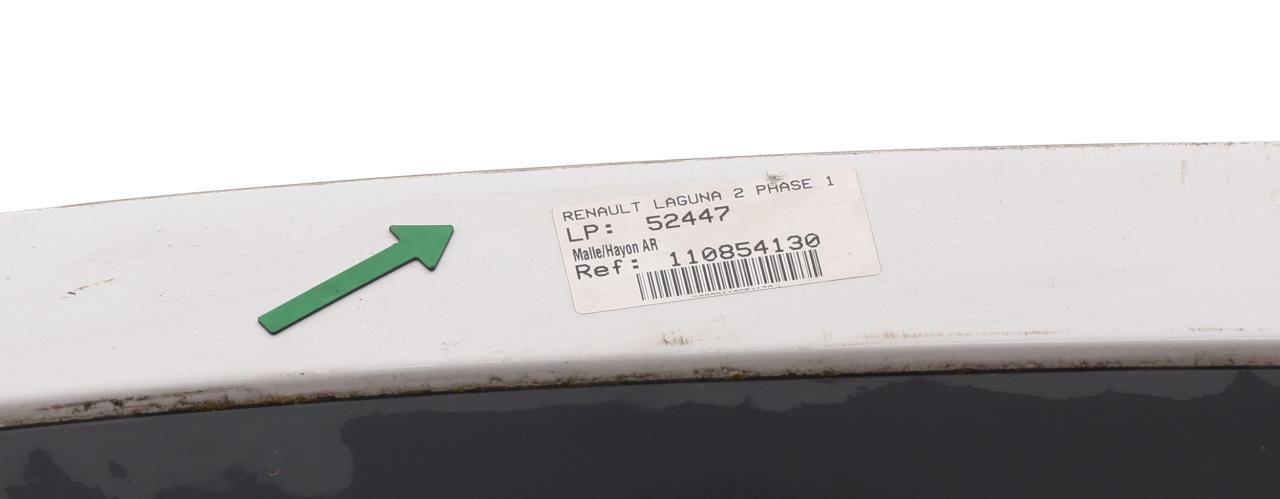 RENAULT LAGUNA 2 PHASE 1
LP: 52447
Malle/Hayon AR
Ref: 110854130